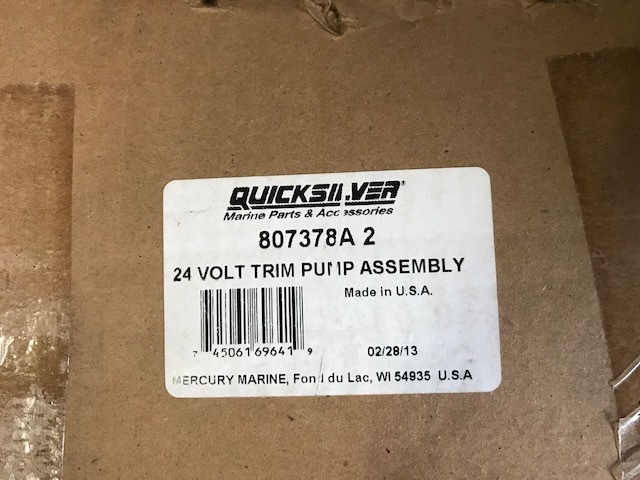 QUICKSILVER®
Marine Parts & Accessories
807378A 2
24 VOLT TRIM PUMP ASSEMBLY
Made in U.S.A.
7 45061 69641 9
02/28/13
MERCURY MARINE, Fond du Lac, WI 54935 U.S.A